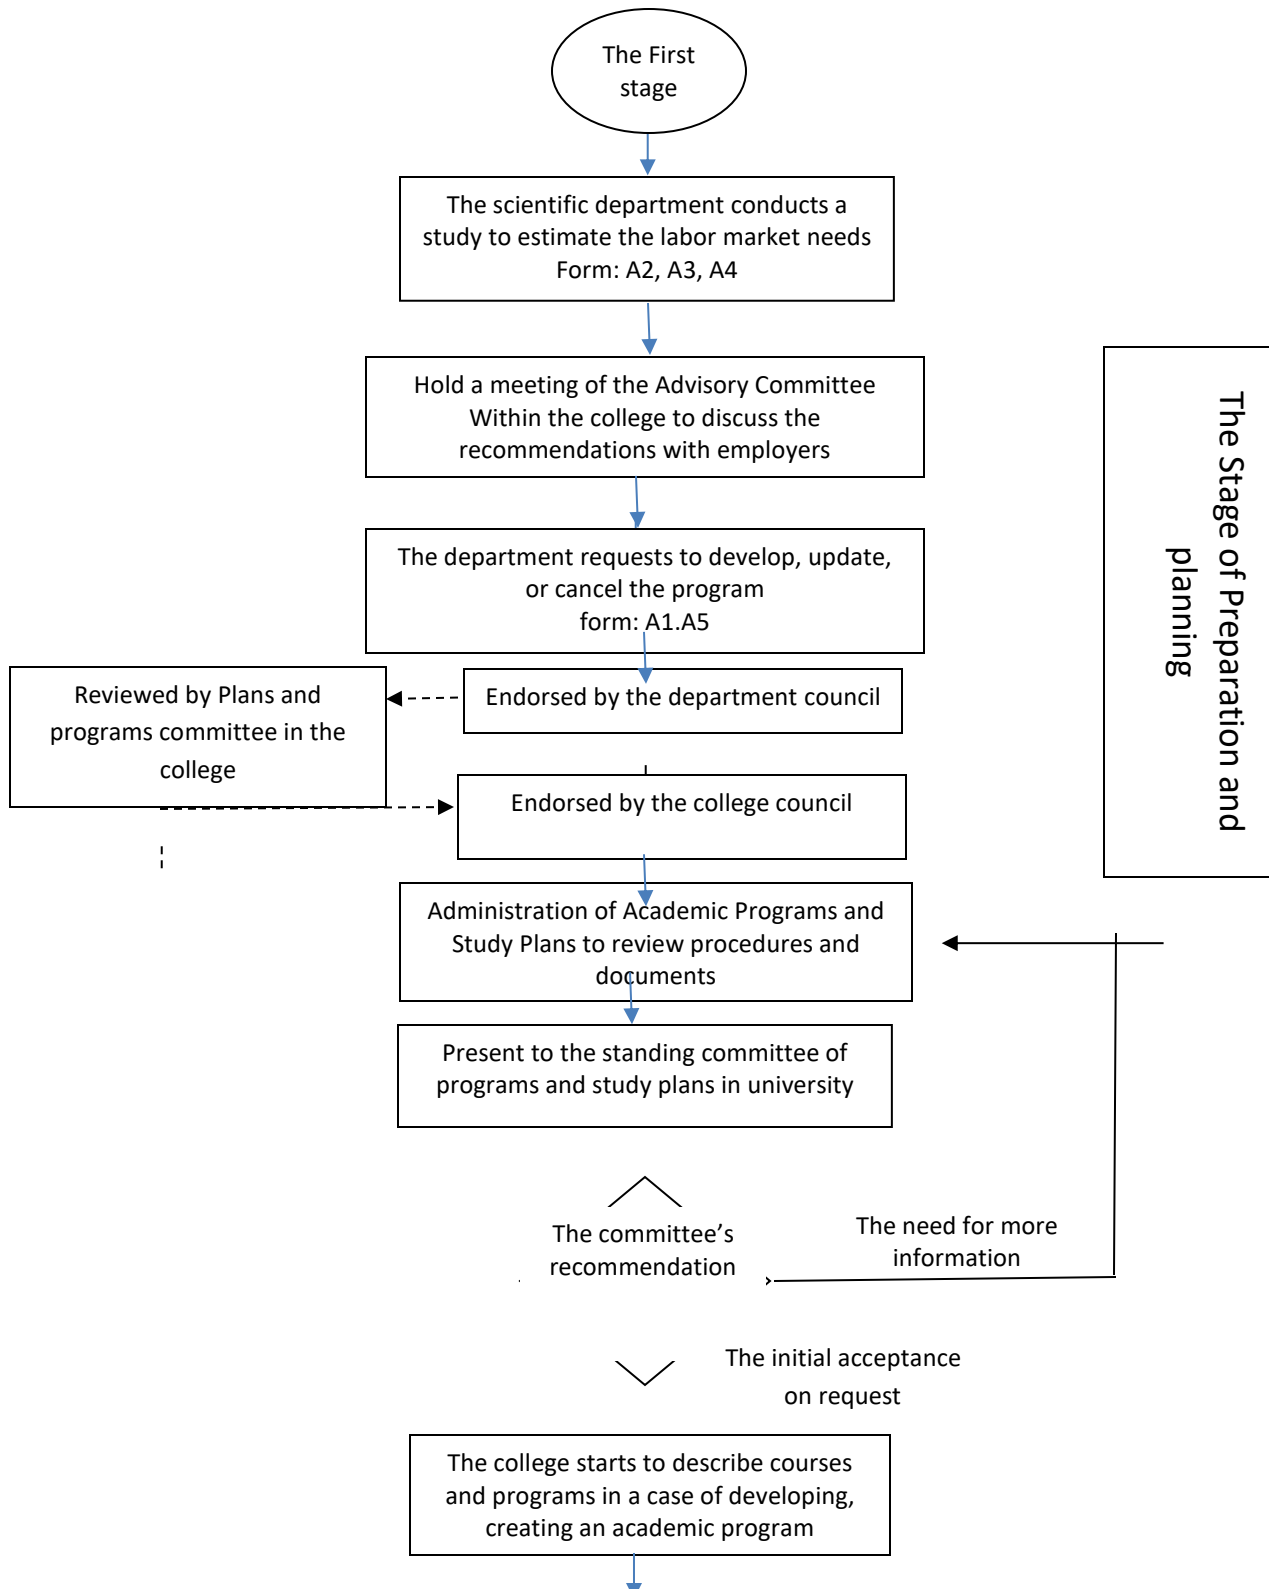 The First
stage
The scientific department conducts a
study to estimate the labor market needs
Form: A2, A3, A4
Hold a meeting of the Advisory Committee
Within the college to discuss the
recommendations with employers
The Stage of Preparation and
planning
The department requests to develop, update,
or cancel the program
form: A1.A5
Reviewed by Plans and
programs committee in the
college
Endorsed by the department council
Endorsed by the college council
Administration of Academic Programs and
Study Plans to review procedures and
documents
Present to the standing committee of
programs and study plans in university
The committee’s
recommendation
The need for more
information
The initial acceptance
on request
The college starts to describe courses
and programs in a case of developing,
creating an academic program